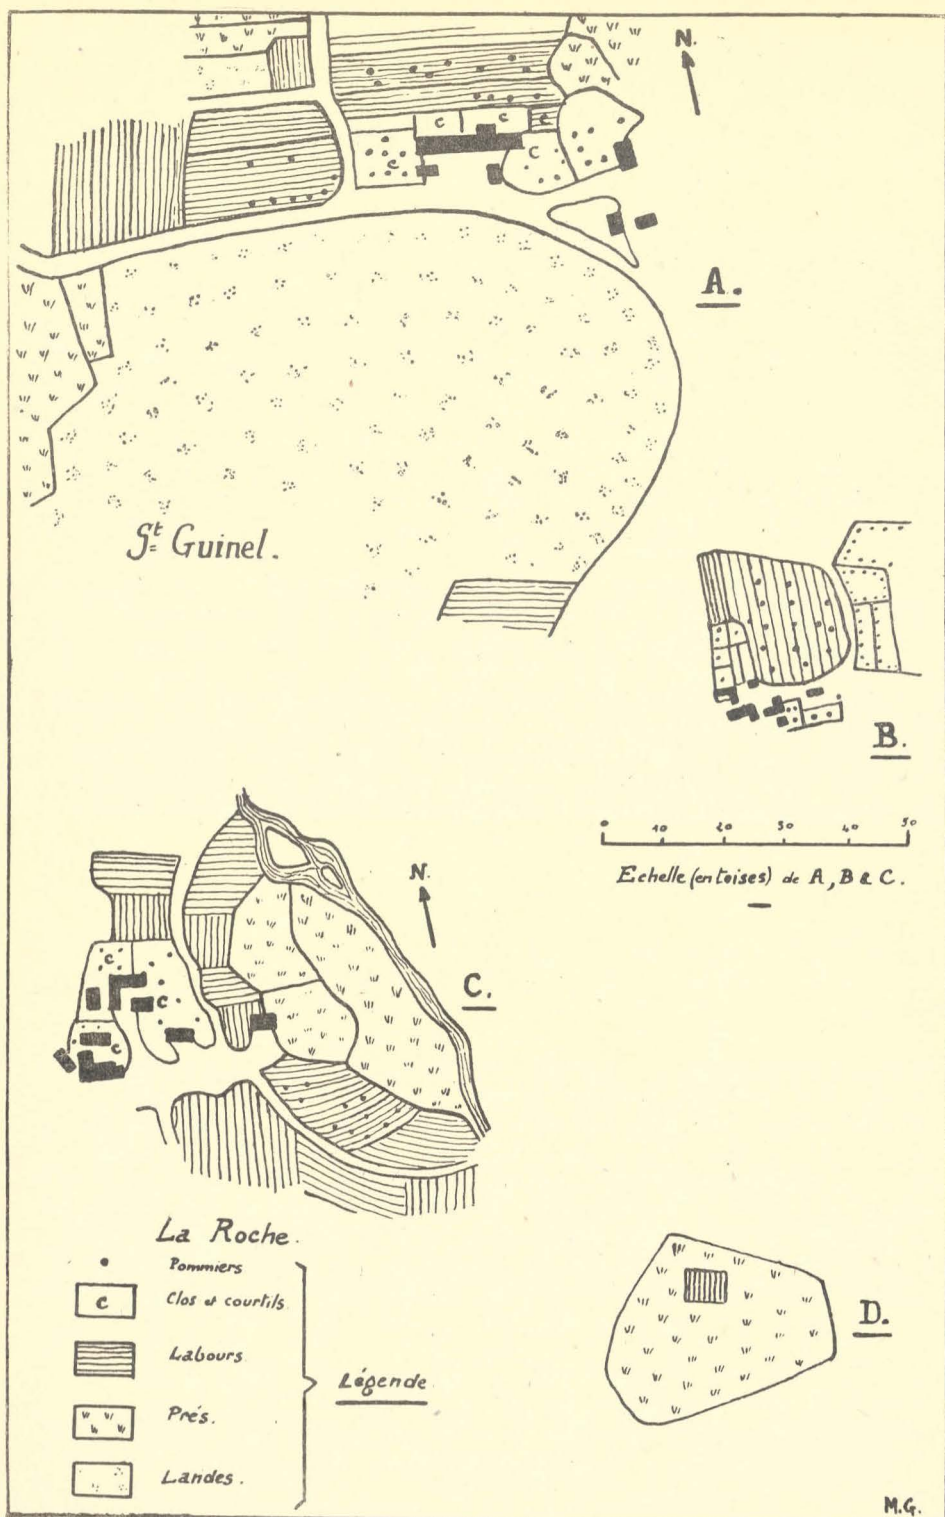 N.
c
c
c
c
c
A.
St Guinel.
B.
0 10 20 30 40 50
Echelle (en toises) de A, B & C.
N.
C.
c
c
c
La Roche.
Pommiers
c Clos et courtils
Labours
Prés.
Landes.
Légende
D.
M.G.